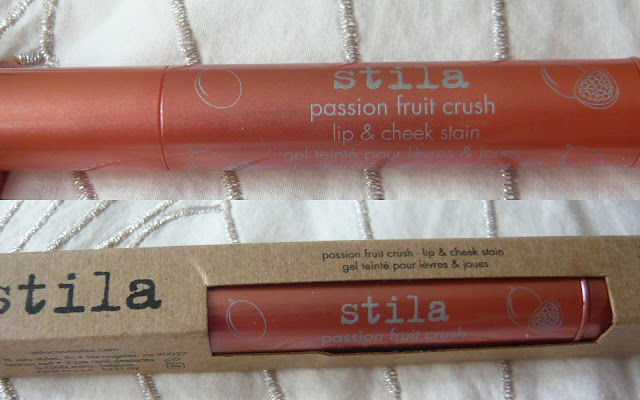 stila
passion fruit crush
lip & cheek stain
gel teinté pour lèvres & joues
passion fruit crush - lip & cheek stain
gel teinté pour lèvres & joues
stila
stila
passion fruit crush